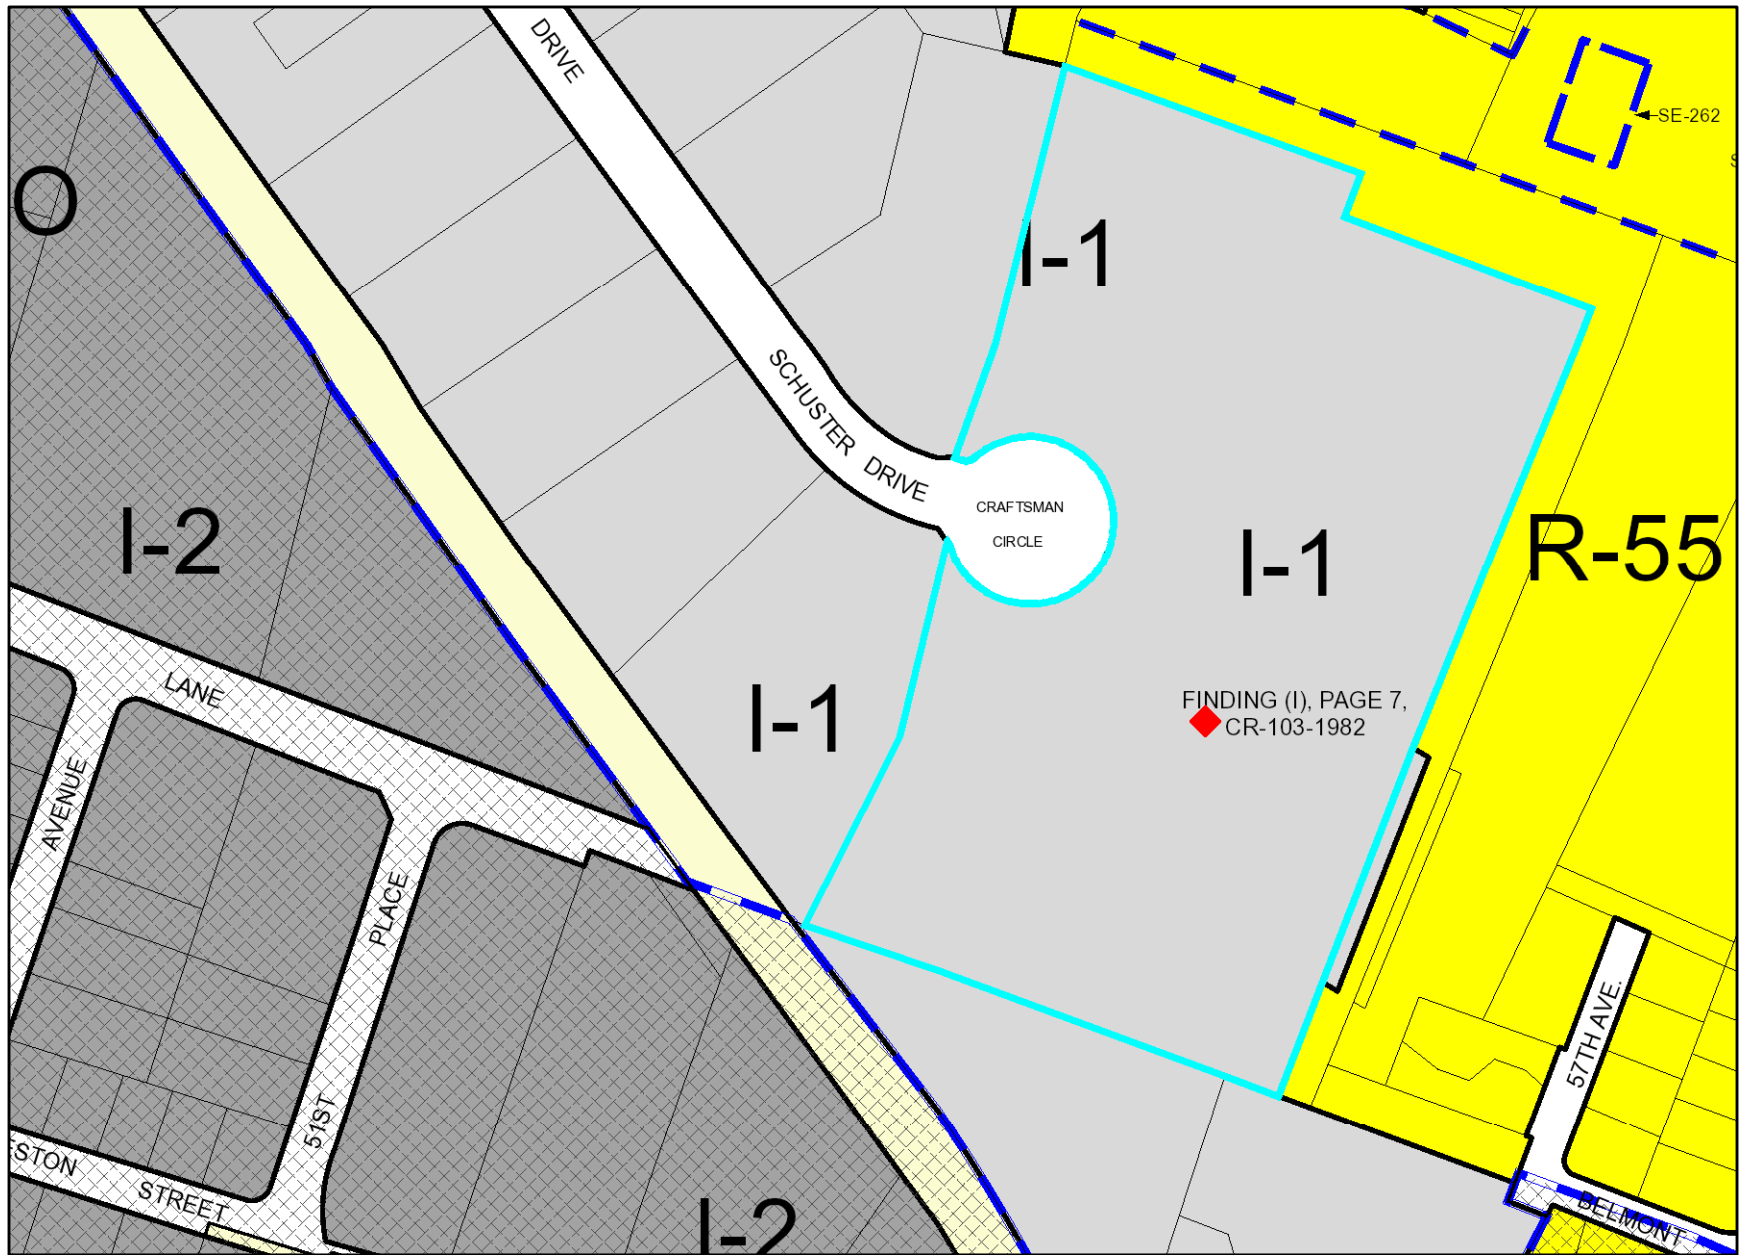 DRIVE
SE-262
O
I-1
SCHUSTER DRIVE
CRAFTSMAN
CIRCLE
I-2
I-1
R-55
LANE
I-1
FINDING (I), PAGE 7,
CR-103-1982
AVENUE
PLACE
57TH AVE.
51ST
ESTON
STREET
I-2
BELMONT